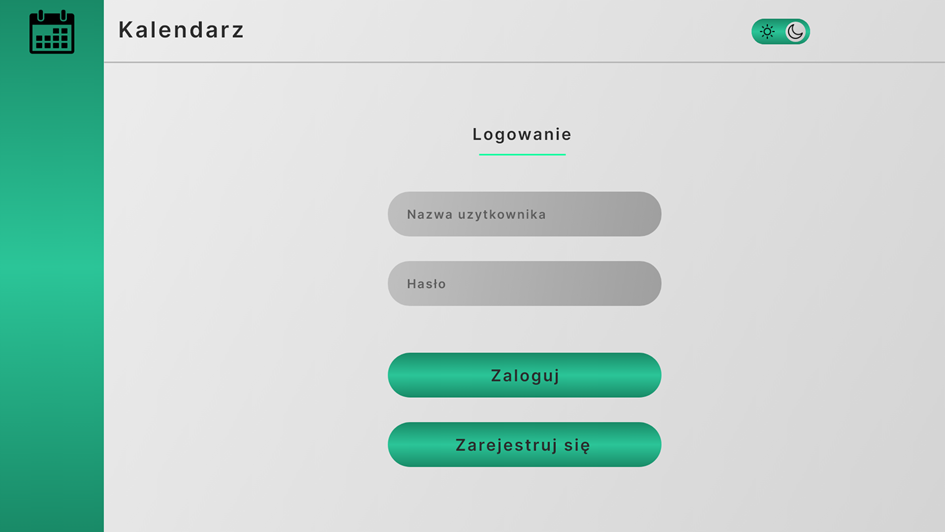 Kalendarz
Logowanie
Nazwa uzytkownika
Hasło
Zaloguj
Zarejestruj się